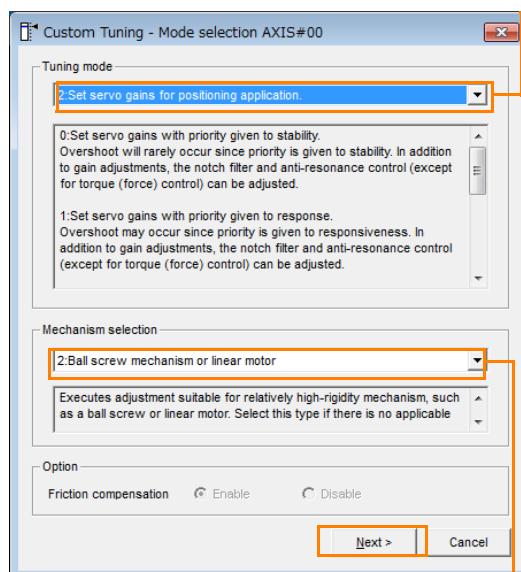 Custom Tuning - Mode selection AXIS#00
Tuning mode
2:Set servo gains for positioning application.
0:Set servo gains with priority given to stability.
Overshoot will rarely occur since priority is given to stability. In addition
to gain adjustments, the notch filter and anti-resonance control (except
for torque (force) control) can be adjusted.
1:Set servo gains with priority given to response.
Overshoot may occur since priority is given to responsiveness. In
addition to gain adjustments, the notch filter and anti-resonance control
(except for torque (force) control) can be adjusted.
Mechanism selection
2:Ball screw mechanism or linear motor
Executes adjustment suitable for relatively high-rigidity mechanism, such
as a ball screw or linear motor. Select this type if there is no applicable
Option
Friction compensation Enable Disable
Next > Cancel